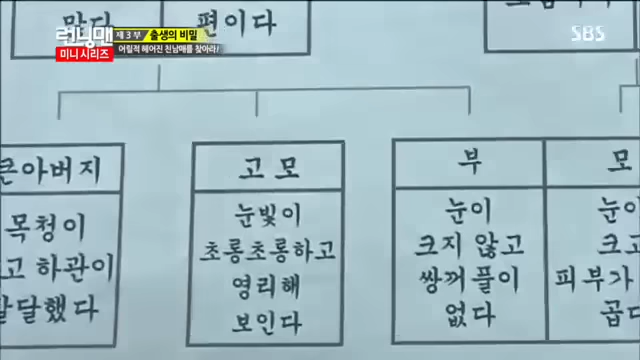 런닝맨
미니시리즈
제3부 출생의 비밀
어릴적 헤어진 친남매를 찾아라!
SBS
편이다
큰아버지
목청이
고 하관이
발달했다
고모
눈빛이
초롱초롱하고
영리해
보인다
부
눈이
크지 않고
쌍꺼풀이
없다
모
눈이
크고
피부가
곱다